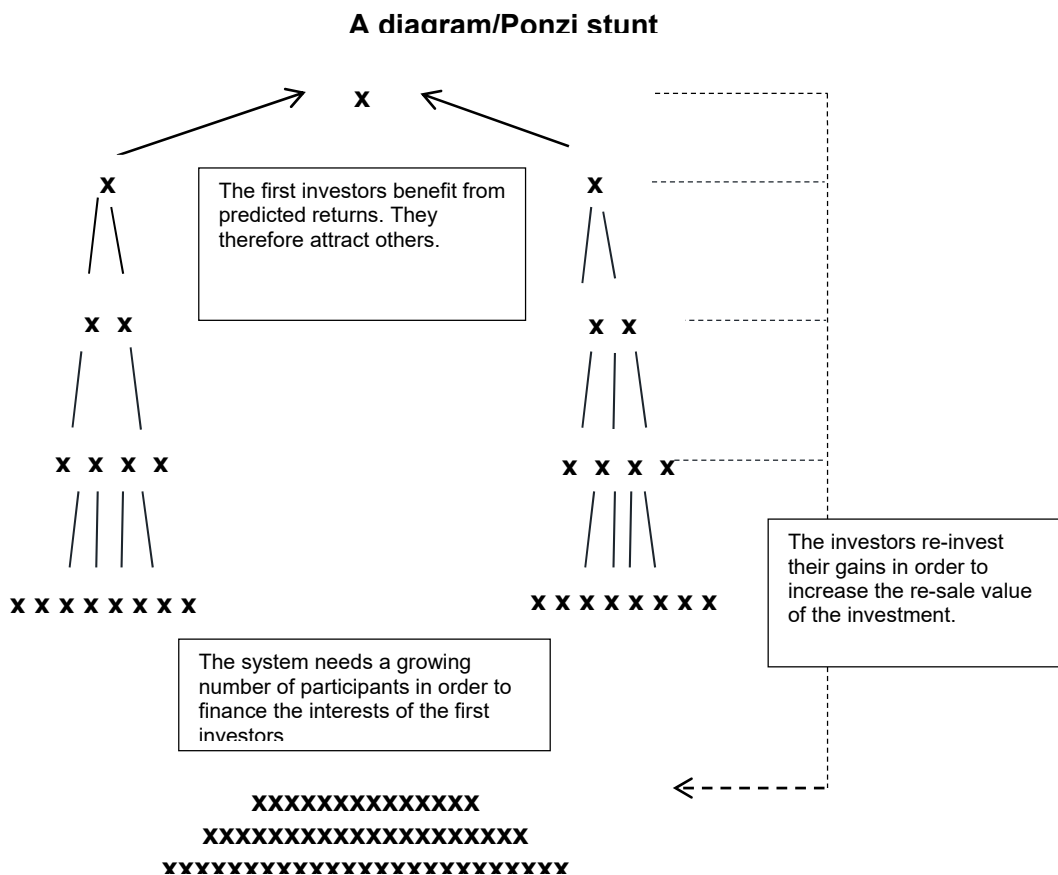 A diagram/Ponzi stunt
x
x x
The first investors benefit from
predicted returns. They
therefore attract others.
x x x x
x x x x x x x x
The investors re-invest
their gains in order to
increase the re-sale value
of the investment.
x x x x x x x x x x x x x x x x
The system needs a growing
number of participants in order to
finance the interests of the first
investors
xxxxxxxxxxxxxx
xxxxxxxxxxxxxxxxxxxx
xxxxxxxxxxxxxxxxxxxxxxxxx